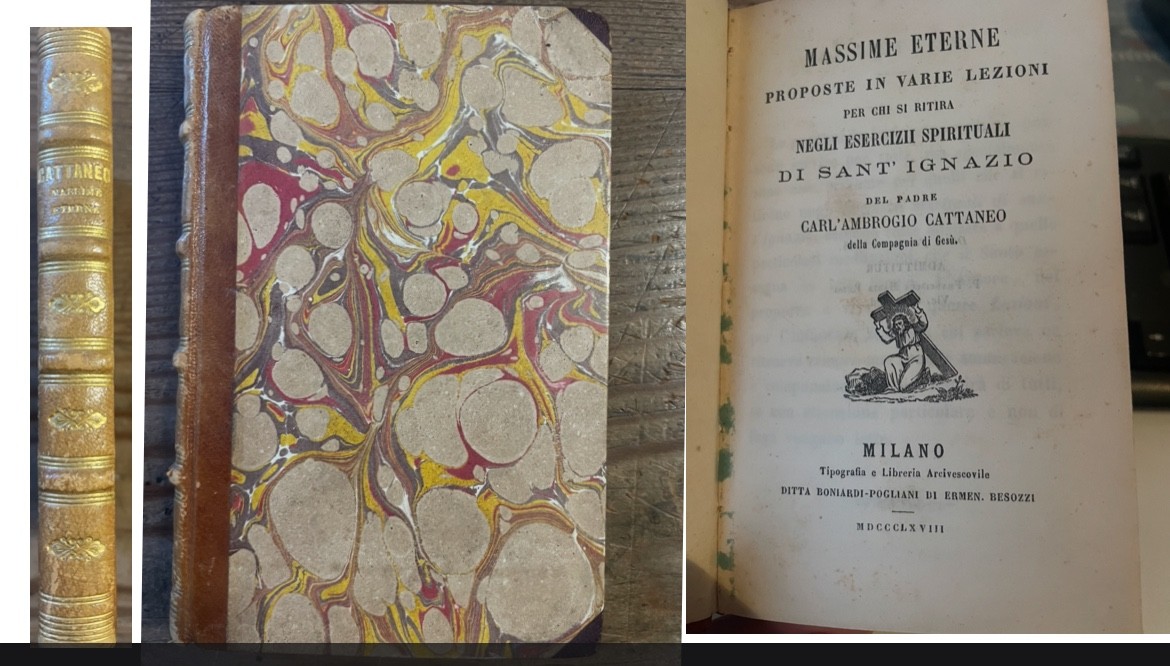 CATTANEO
MASSIME
ETERNE
MASSIME ETERNE
PROPOSTE IN VARIE LEZIONI
PER CHI SI RITIRA
NEGLI ESERCIZII SPIRITUALI
DI SANT' IGNAZIO
DEL PADRE
CARL'AMBROGIO CATTANEO
della Compagnia di Gesù.
MILANO
Tipografia e Libreria Arcivescovile
DITTA BONIARDI-POGLIANI DI ERMEN. BESOZZI
MDCCCLXVIII